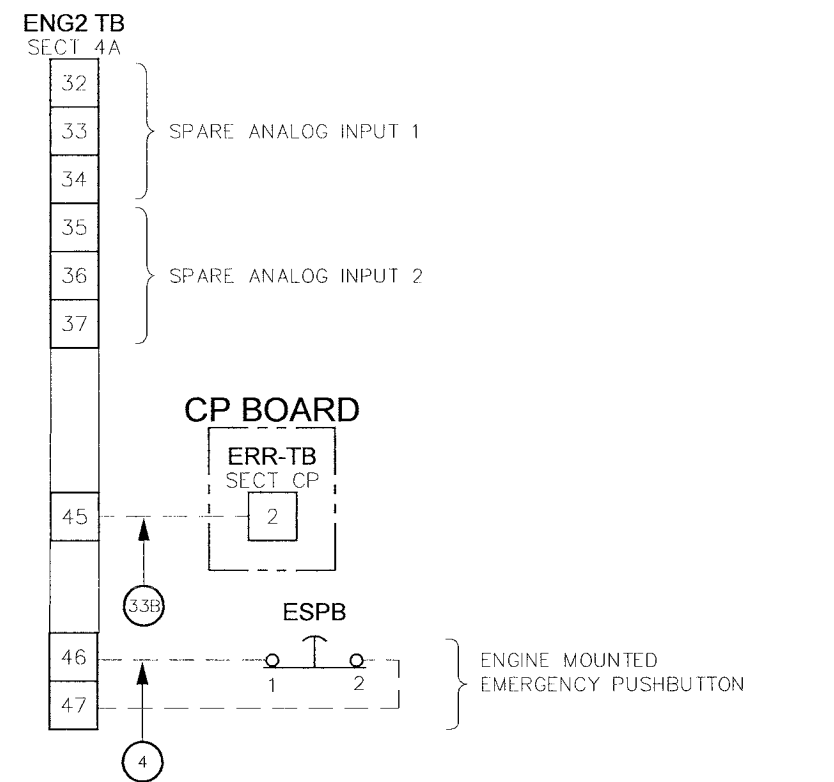 ENG2 TB
SECT 4A
32
33
34
SPARE ANALOG INPUT 1
35
36
37
SPARE ANALOG INPUT 2
CP BOARD
ERR-TB
SECT CP
45
2
33B
ESPB
46
1
2
47
ENGINE MOUNTED
EMERGENCY PUSHBUTTON
4